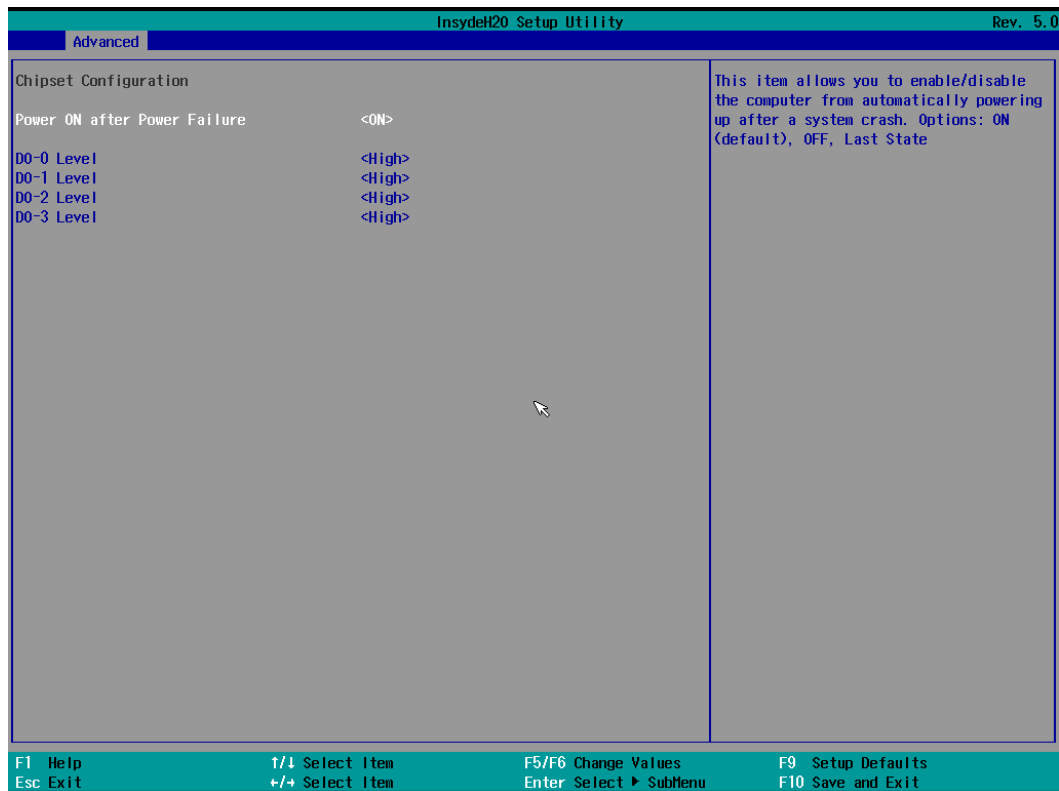 InsydeH2O Setup Utility Rev. 5.0
Advanced
Chipset Configuration
Power ON after Power Failure <ON>
DO-0 Level <High>
DO-1 Level <High>
DO-2 Level <High>
DO-3 Level <High>
This item allows you to enable/disable
the computer from automatically powering
up after a system crash. Options: ON
(default), OFF, Last State
F1 Help ↑/↓ Select Item F5/F6 Change Values F9 Setup Defaults
Esc Exit ←/→ Select Item Enter Select ▶ SubMenu F10 Save and Exit